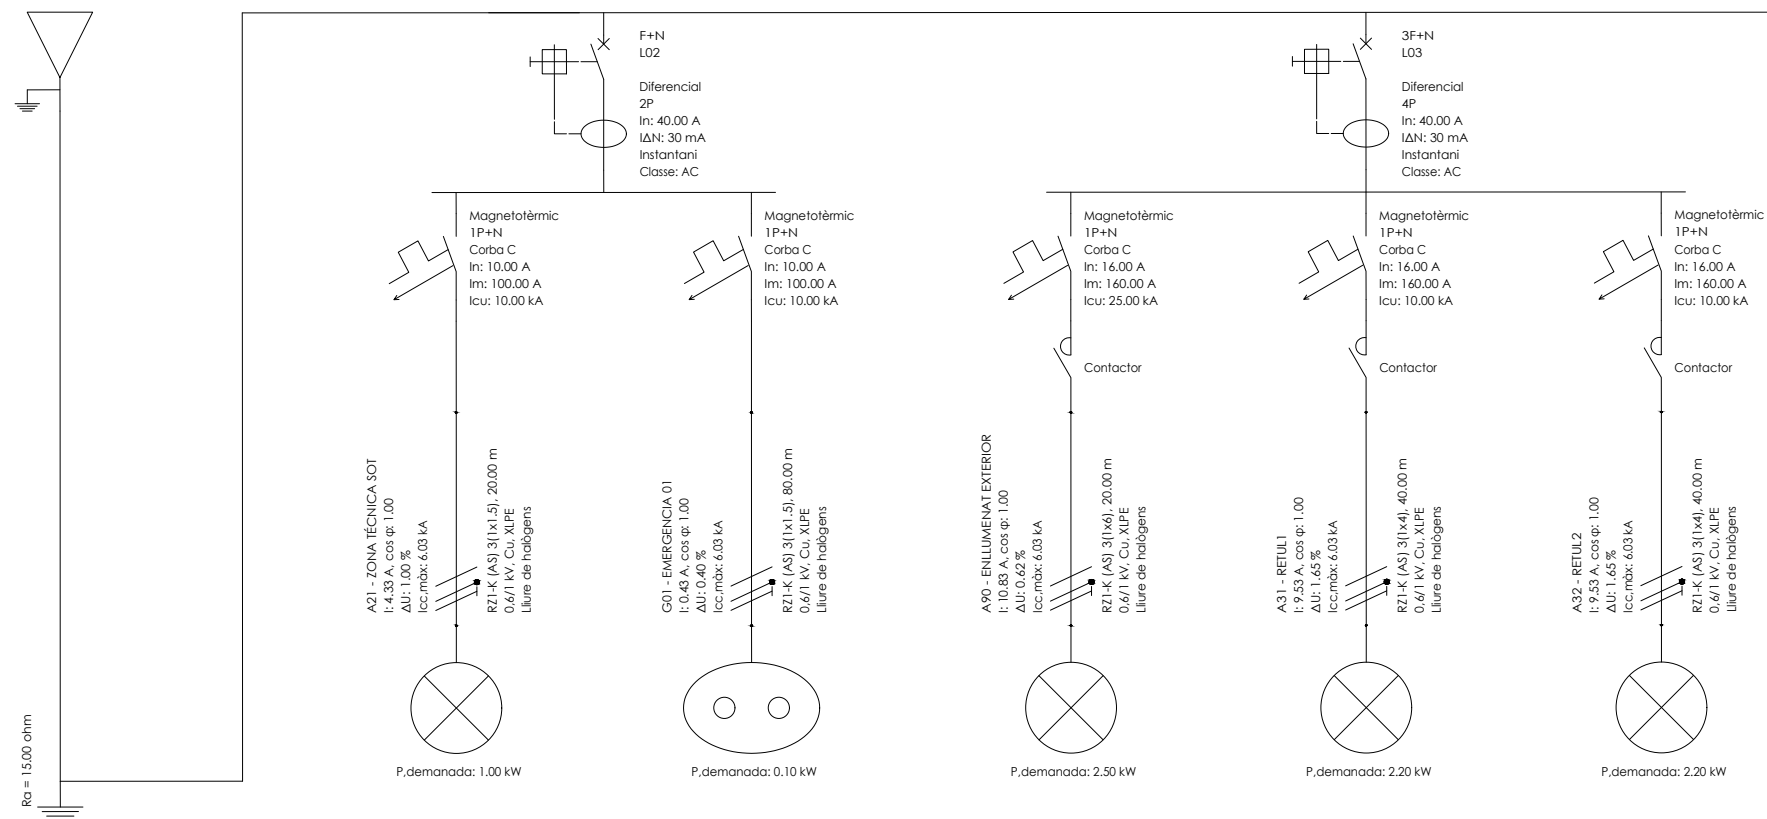 F+N
L02
Diferencial
2P
In: 40.00 A
IΔN: 30 mA
Instantani
Classe: AC
3F+N
L03
Diferencial
4P
In: 40.00 A
IΔN: 30 mA
Instantani
Classe: AC
Magnetotèrmic
1P+N
Corba C
In: 10.00 A
Im: 100.00 A
Icu: 10.00 kA
Magnetotèrmic
1P+N
Corba C
In: 10.00 A
Im: 100.00 A
Icu: 10.00 kA
Magnetotèrmic
1P+N
Corba C
In: 16.00 A
Im: 160.00 A
Icu: 25.00 kA
Contactor
Magnetotèrmic
1P+N
Corba C
In: 16.00 A
Im: 160.00 A
Icu: 10.00 kA
Contactor
Magnetotèrmic
1P+N
Corba C
In: 16.00 A
Im: 160.00 A
Icu: 10.00 kA
Contactor
A21 - ZONA TÉCNICA SOT
I: 4.33 A, cos φ: 1.00
ΔU: 1.00 %
Icc,màx: 6.03 kA
RZ1-K (AS) 3(1x1.5), 20.00 m
0,6/1 kV, Cu, XLPE
Lliure de halògens
G01 - EMERGENCIA 01
I: 0.43 A, cos φ: 1.00
ΔU: 0.40 %
Icc,màx: 6.03 kA
RZ1-K (AS) 3(1x1.5), 80.00 m
0,6/1 kV, Cu, XLPE
Lliure de halògens
A90 - ENLLUMENAT EXTERIOR
I: 10.83 A, cos φ: 1.00
ΔU: 0.62 %
Icc,màx: 6.03 kA
RZ1-K (AS) 3(1x6), 20.00 m
0,6/1 kV, Cu, XLPE
Lliure de halògens
A31 - RETUL1
I: 9.53 A, cos φ: 1.00
ΔU: 1.65 %
Icc,màx: 6.03 kA
RZ1-K (AS) 3(1x4), 40.00 m
0,6/1 kV, Cu, XLPE
Lliure de halògens
A32 - RETUL2
I: 9.53 A, cos φ: 1.00
ΔU: 1.65 %
Icc,màx: 6.03 kA
RZ1-K (AS) 3(1x4), 40.00 m
0,6/1 kV, Cu, XLPE
Lliure de halògens
Ra = 15.00 ohm
P,demanada: 1.00 kW
P,demanada: 0.10 kW
P,demanada: 2.50 kW
P,demanada: 2.20 kW
P,demanada: 2.20 kW